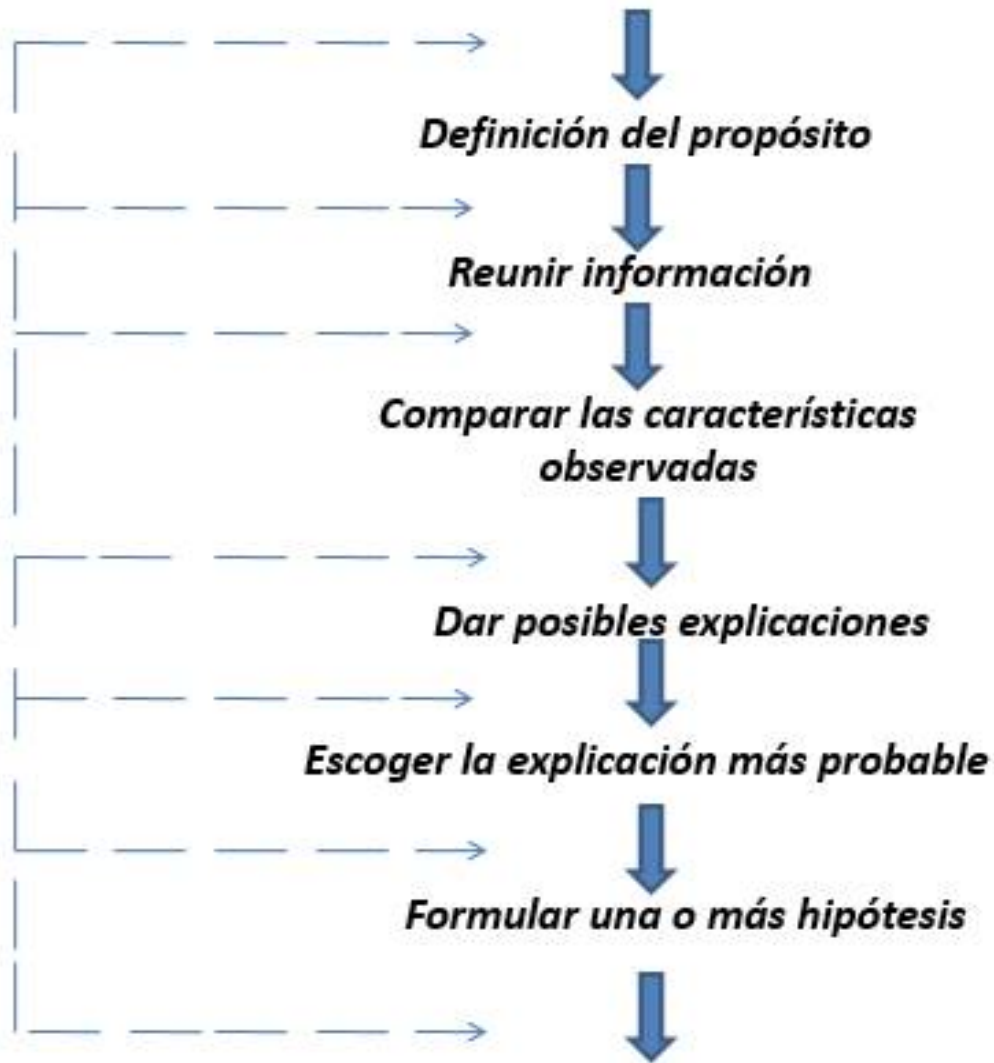 Definición del propósito
Reunir información
Comparar las características
observadas
Dar posibles explicaciones
Escoger la explicación más probable
Formular una o más hipótesis